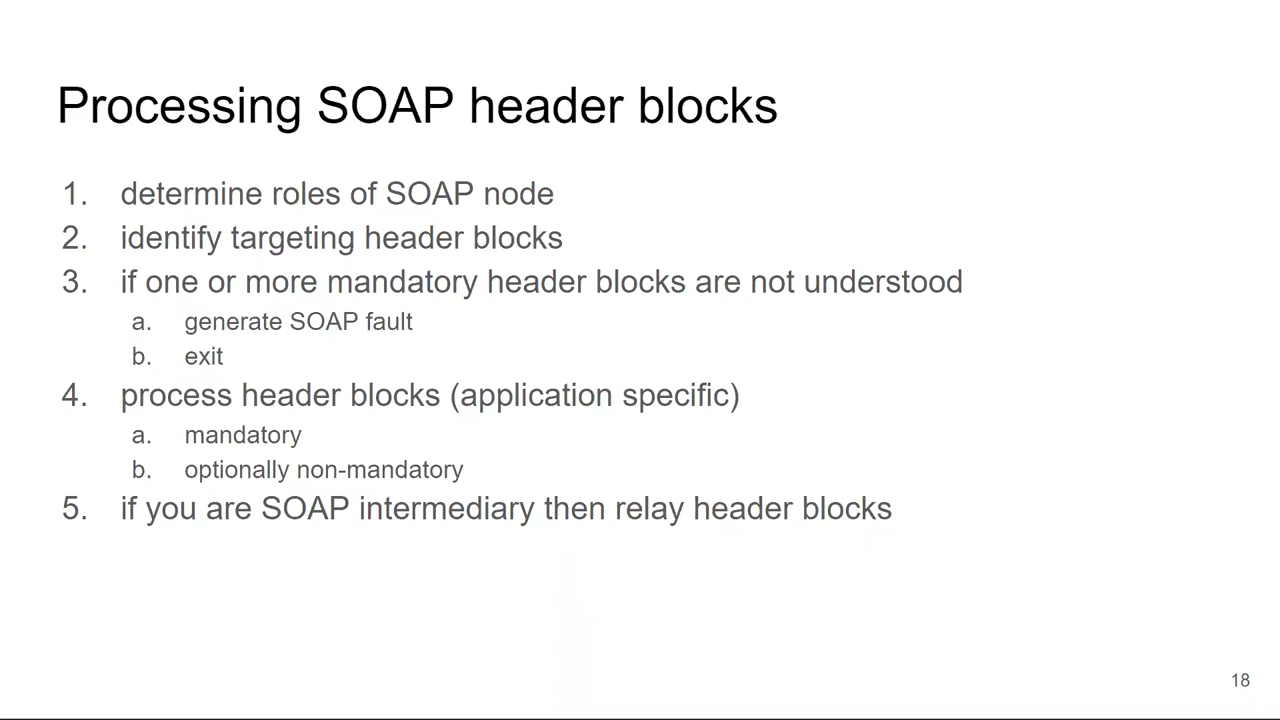 Processing SOAP header blocks
1. determine roles of SOAP node
2. identify targeting header blocks
3. if one or more mandatory header blocks are not understood
a. generate SOAP fault
b. exit
4. process header blocks (application specific)
a. mandatory
b. optionally non-mandatory
5. if you are SOAP intermediary then relay header blocks
18